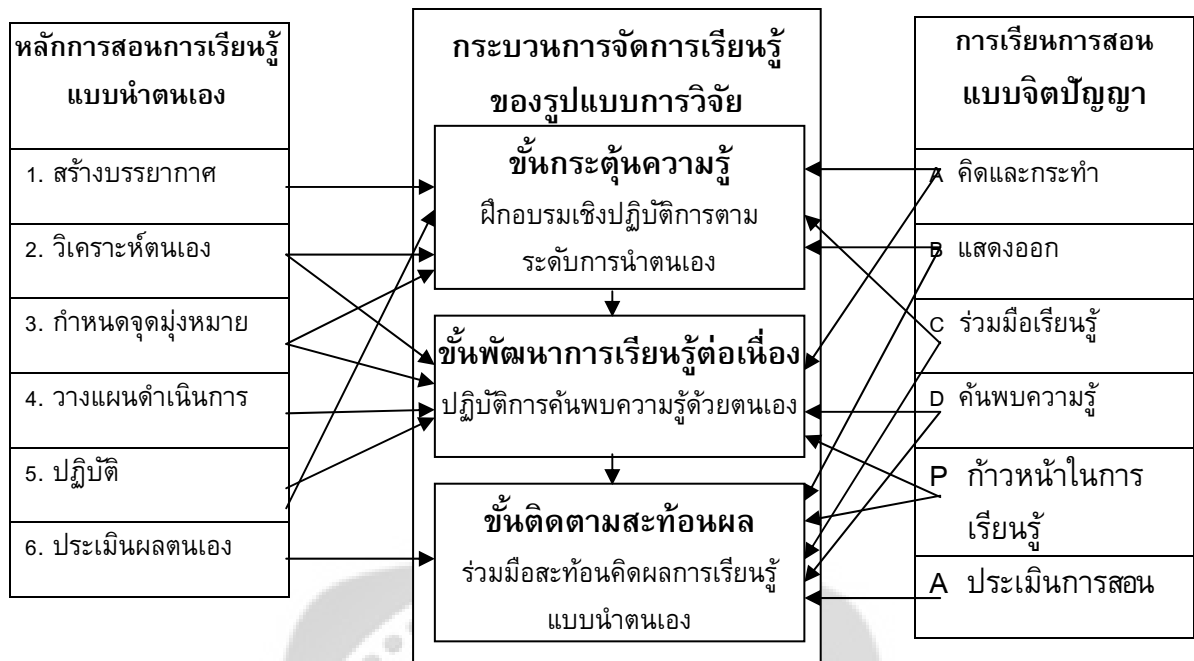 หลักการสอนการเรียนรู้
แบบนำตนเอง
1. สร้างบรรยากาศ
2. วิเคราะห์ตนเอง
3. กำหนดจุดมุ่งหมาย
4. วางแผนดำเนินการ
5. ปฏิบัติ
6. ประเมินผลตนเอง
กระบวนการจัดการเรียนรู้
ของรูปแบบการวิจัย
ขั้นกระตุ้นความรู้
ฝึกอบรมเชิงปฏิบัติการตาม
ระดับการนำตนเอง
ขั้นพัฒนาการเรียนรู้ต่อเนื่อง
ปฏิบัติการค้นพบความรู้ด้วยตนเอง
ขั้นติดตามสะท้อนผล
ร่วมมือสะท้อนคิดผลการเรียนรู้
แบบนำตนเอง
การเรียนการสอน
แบบจิตปัญญา
A คิดและกระทำ
B แสดงออก
C ร่วมมือเรียนรู้
D ค้นพบความรู้
P ก้าวหน้าในการ
เรียนรู้
A ประเมินการสอน